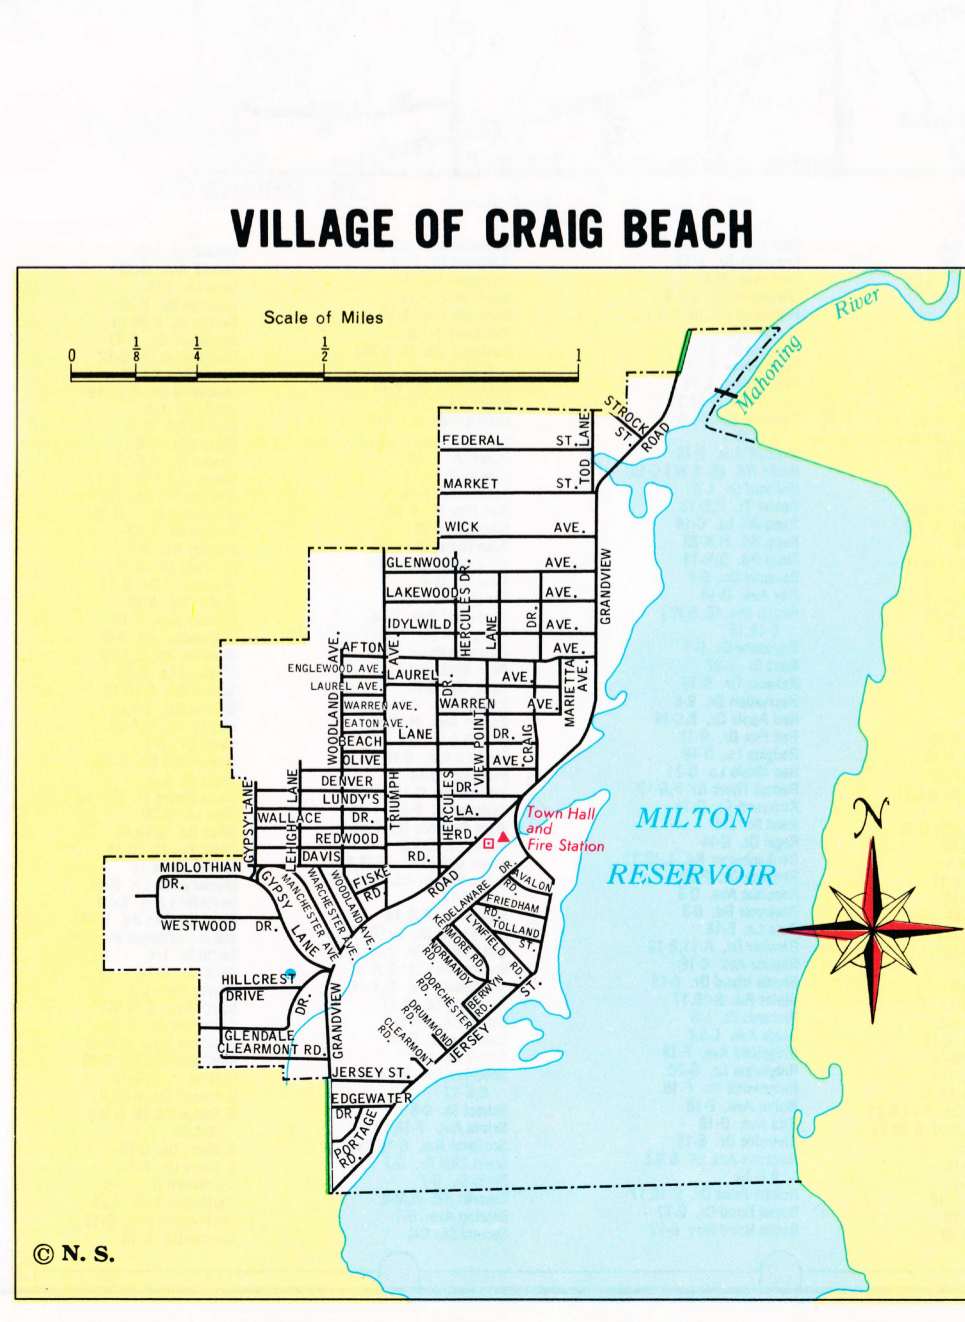 VILLAGE OF CRAIG BEACH
Scale of Miles
0 1/8 1/4 1/2 1
River
Mahoning
STROCK
ST.
ROAD
TOD LANE
FEDERAL ST.
MARKET ST.
WICK AVE.
GLENWOOD AVE.
LAKEWOOD AVE.
IDYLWILD AVE.
HERCULES DR.
LANE
DR.
GRANDVIEW
AFTON AVE.
ENGLEWOOD AVE.
LAUREL AVE.
WARREN AVE.
EATON AVE.
WOODLAND AVE.
AVE.
LAUREL AVE.
WARREN AVE.
DR.
MARIETTA
AVE.
BEACH LANE DR.
OLIVE AVE.
VIEW POINT
CRAIG
DENVER DR.
LUNDY'S LA.
WALLACE DR.
REDWOOD RD.
DAVIS RD.
GYPSY LANE
LEHIGH LANE
TRIUMPH
HERCULES
Town Hall
and
Fire Station
MILTON
RESERVOIR
N
MIDLOTHIAN
DR.
WESTWOOD DR.
GYPSY LANE
MANCHESTER AVE
WARCHESTER AVE.
WOODLAND AVE.
FISKE
RD.
ROAD
DELAWARE DR.
AVALON
RD.
FRIEDHAM
RD.
TOLLAND
ST.
KENMORE RD.
LYNFIELD RD.
NORMANDY
RD.
BERWYN
RD.
DORCHESTER
RD.
DRUMMOND
RD.
CLEARMONT
RD.
JERSEY ST.
HILLCREST
DRIVE
DR.
GLENDALE
CLEARMONT RD.
GRANDVIEW
JERSEY ST.
EDGEWATER
DR.
PORTAGE
RD.
© N. S.